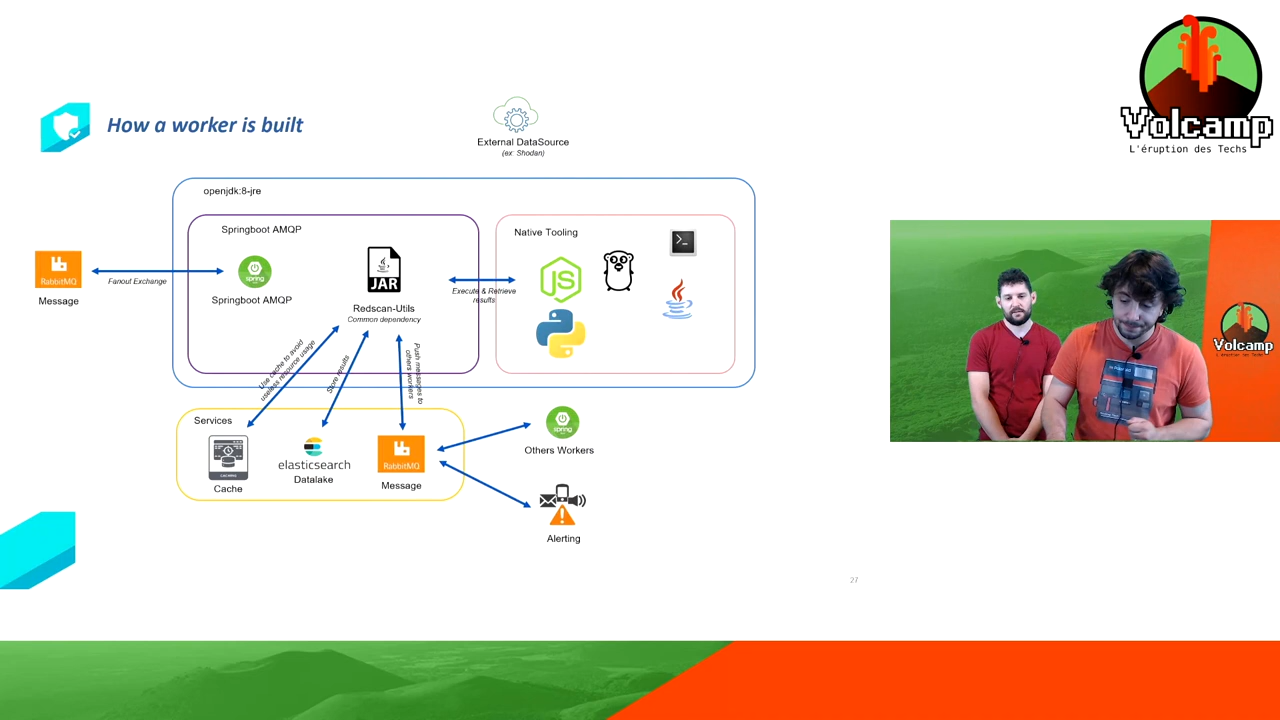 How a worker is built
External DataSource
(ex: Shodan)
openjdk:8-jre
Springboot AMQP
Native Tooling
RabbitMQ
Message
Fanout Exchange
spring
Springboot AMQP
JAR
Redscan-Utils
Common dependency
Execute & Retrieve
results
JS
Use cache to avoid
useless resource usage
Store results
Push messages to
others workers
Services
Cache
elasticsearch
Datalake
RabbitMQ
Message
spring
Others Workers
Alerting
27
Volcamp
L'éruption des Techs
Volcamp